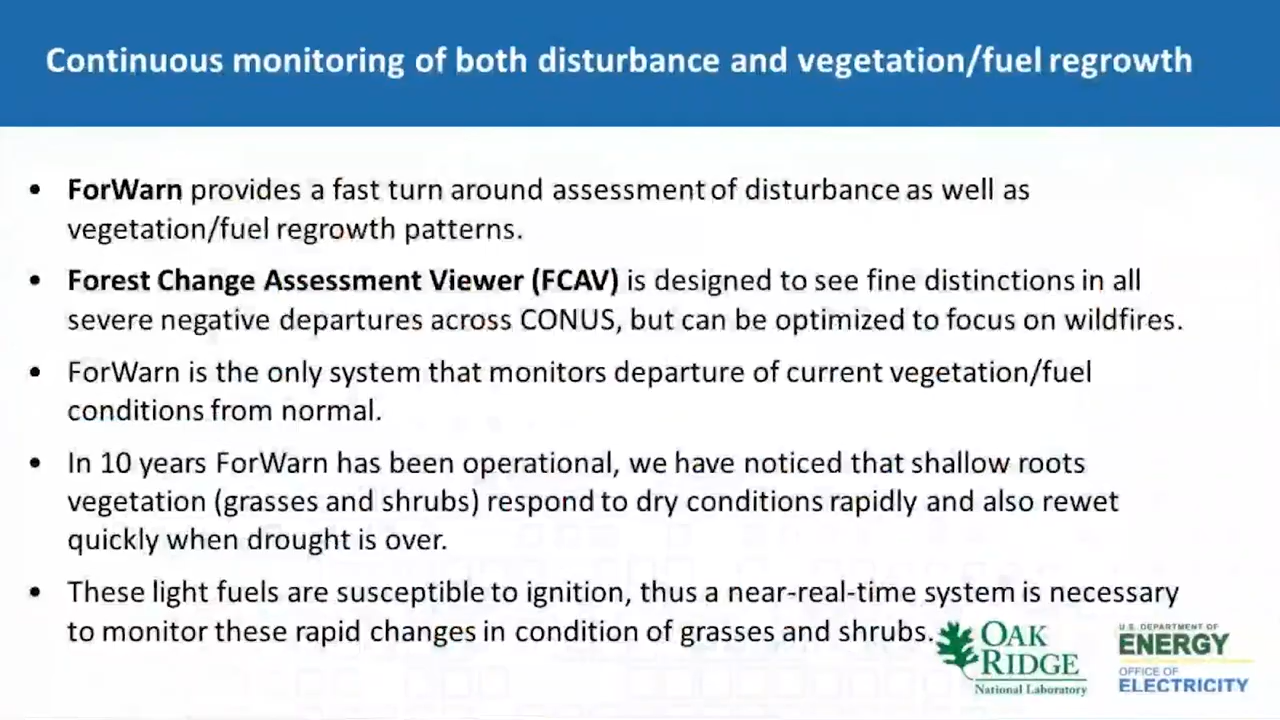 Continuous monitoring of both disturbance and vegetation/fuel regrowth
• ForWarn provides a fast turn around assessment of disturbance as well as
vegetation/fuel regrowth patterns.
• Forest Change Assessment Viewer (FCAV) is designed to see fine distinctions in all
severe negative departures across CONUS, but can be optimized to focus on wildfires.
• ForWarn is the only system that monitors departure of current vegetation/fuel
conditions from normal.
• In 10 years ForWarn has been operational, we have noticed that shallow roots
vegetation (grasses and shrubs) respond to dry conditions rapidly and also rewet
quickly when drought is over.
• These light fuels are susceptible to ignition, thus a near-real-time system is necessary
to monitor these rapid changes in condition of grasses and shrubs.
OAK
RIDGE
National Laboratory
U.S. DEPARTMENT OF
ENERGY
OFFICE OF
ELECTRICITY